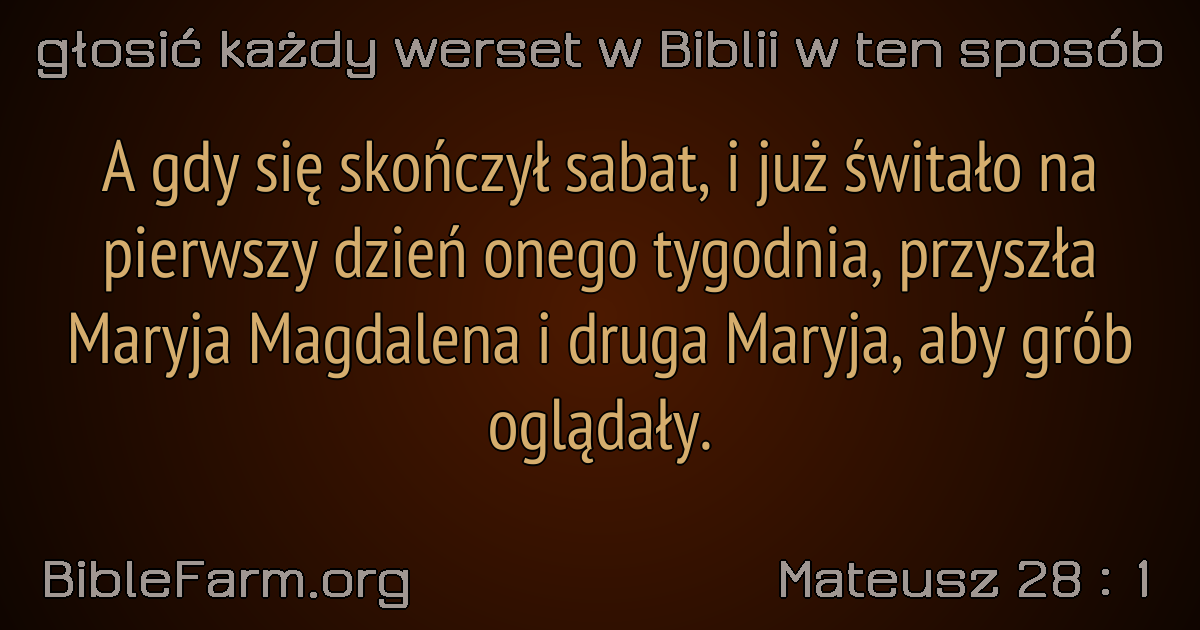 głosić każdy werset w Biblii w ten sposób
A gdy się skończył sabat, i już świtało na
pierwszy dzień onego tygodnia, przyszła
Maryja Magdalena i druga Maryja, aby grób
oglądały.
BibleFarm.org
Mateusz 28 : 1